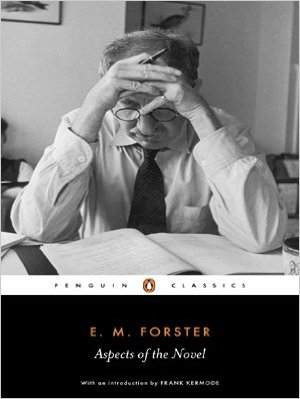 PENGUIN CLASSICS
E. M. FORSTER
Aspects of the Novel
With an introduction by FRANK KERMODE